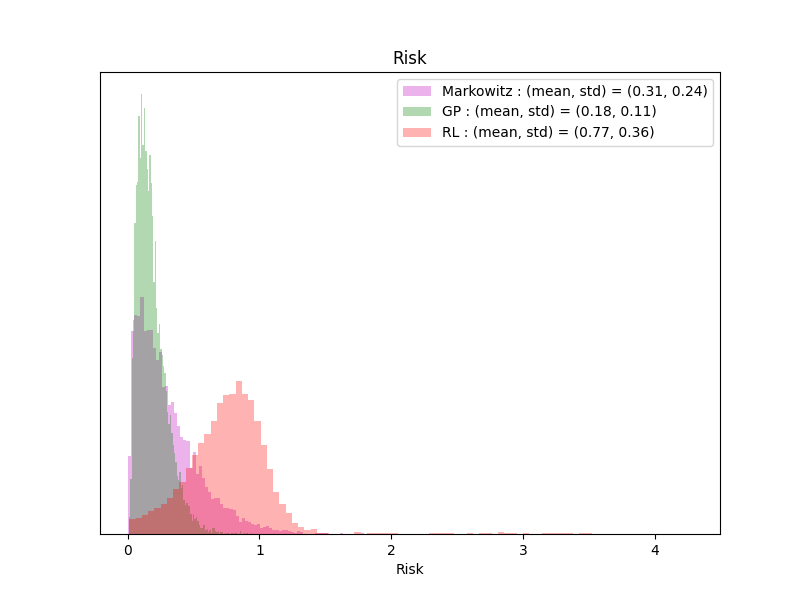 Risk
Markowitz : (mean, std) = (0.31, 0.24)
GP : (mean, std) = (0.18, 0.11)
RL : (mean, std) = (0.77, 0.36)
0 1 2 3 4
Risk